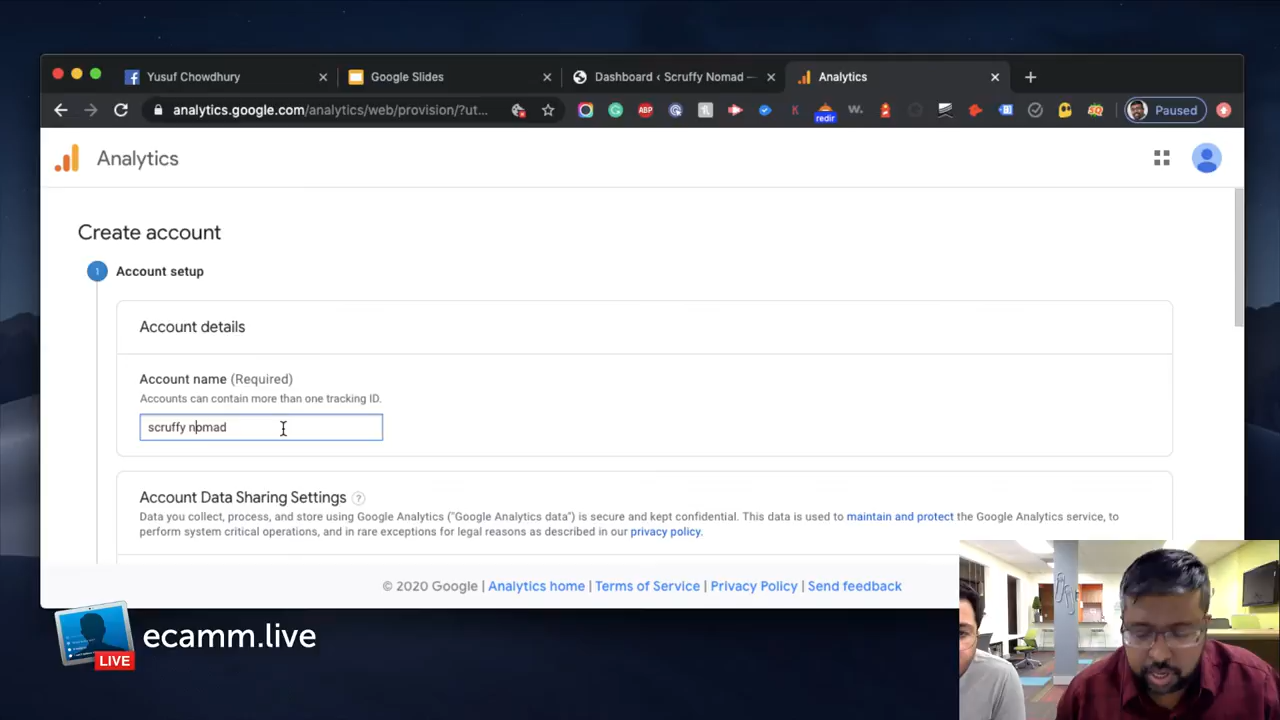 Yusuf Chowdhury
Google Slides
Dashboard ‹ Scruffy Nomad —
Analytics
analytics.google.com/analytics/web/provision/?ut...
ABP
K
redir
W.
Paused
Analytics
Create account
1
Account setup
Account details
Account name (Required)
Accounts can contain more than one tracking ID.
scruffy nomad
Account Data Sharing Settings ?
Data you collect, process, and store using Google Analytics ("Google Analytics data") is secure and kept confidential. This data is used to maintain and protect the Google Analytics service, to
perform system critical operations, and in rare exceptions for legal reasons as described in our privacy policy.
© 2020 Google | Analytics home | Terms of Service | Privacy Policy | Send feedback
ecamm.live
LIVE